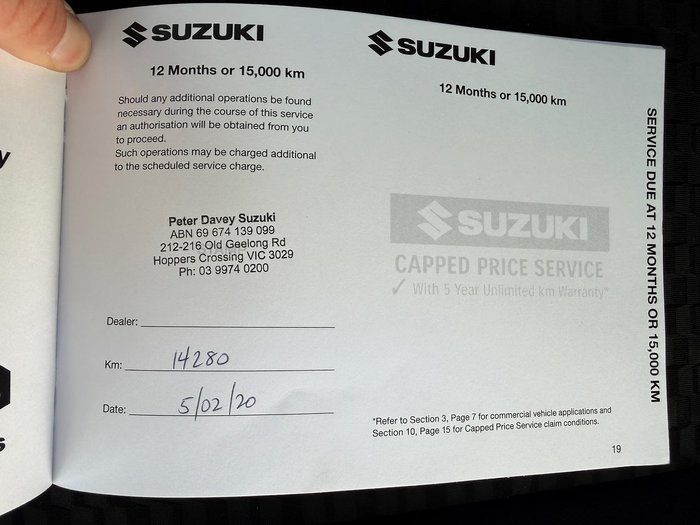 SUZUKI
12 Months or 15,000 km
Should any additional operations be found
necessary during the course of this service
an authorisation will be obtained from you
to proceed.
Such operations may be charged additional
to the scheduled service charge.
Peter Davey Suzuki
ABN 69 674 139 099
212-216 Old Geelong Rd
Hoppers Crossing VIC 3029
Ph: 03 9974 0200
Dealer:
Km: 14280
Date: 5/02/20
SUZUKI
12 Months or 15,000 km
SUZUKI
CAPPED PRICE SERVICE
✓ With 5 Year Unlimited km Warranty*
*Refer to Section 3, Page 7 for commercial vehicle applications and
Section 10, Page 15 for Capped Price Service claim conditions.
19
SERVICE DUE AT 12 MONTHS OR 15,000 KM